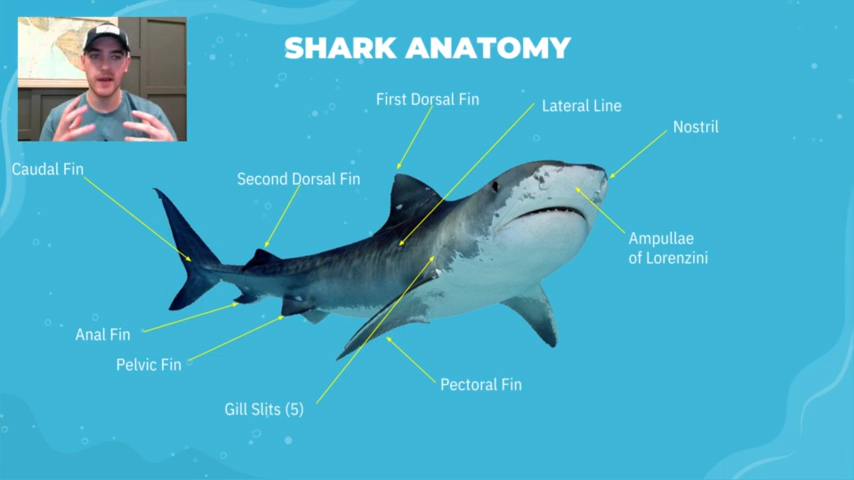 SHARK ANATOMY
First Dorsal Fin
Lateral Line
Nostril
Caudal Fin
Second Dorsal Fin
Ampullae
of Lorenzini
Anal Fin
Pelvic Fin
Pectoral Fin
Gill Slits (5)